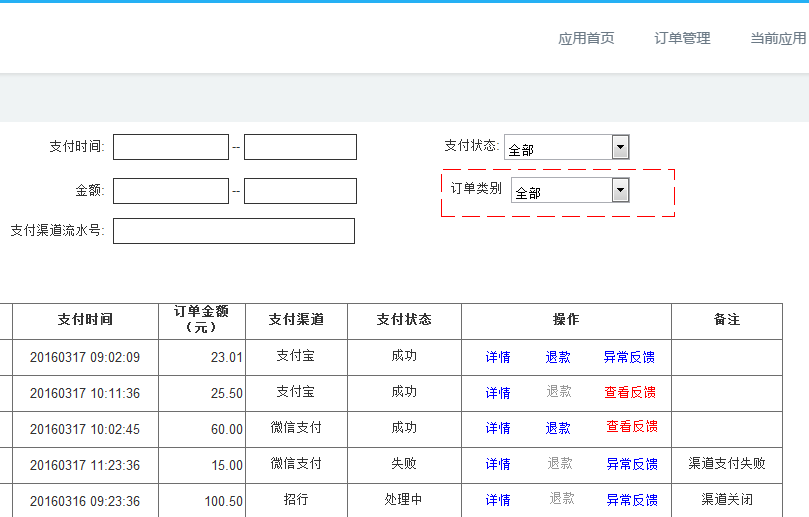 应用首页 订单管理 当前应用
支付时间: -- 支付状态: 全部
金额: -- 订单类别 全部
支付渠道流水号:
支付时间 订单金额（元） 支付渠道 支付状态 操作 备注
20160317 09:02:09 23.01 支付宝 成功 详情 退款 异常反馈
20160317 10:11:36 25.50 支付宝 成功 详情 退款 查看反馈
20160317 10:02:45 60.00 微信支付 成功 详情 退款 查看反馈
20160317 11:23:36 15.00 微信支付 失败 详情 退款 异常反馈 渠道支付失败
20160316 09:23:36 100.50 招行 处理中 详情 退款 异常反馈 渠道关闭